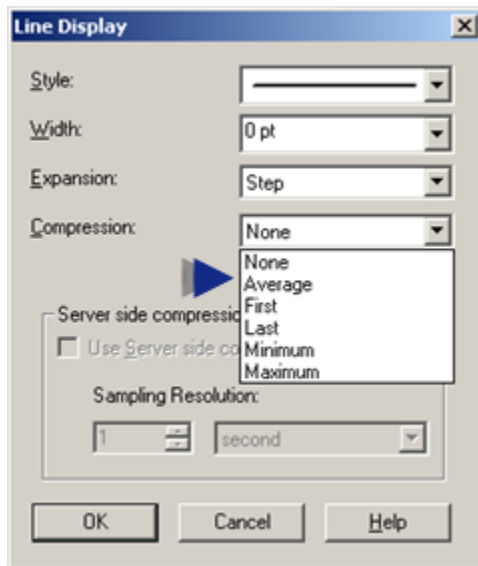 Line Display
Style:
Width: 0 pt
Expansion: Step
Compression: None
None
Average
First
Last
Minimum
Maximum
Server side compressio
Use Server side co
Sampling Resolution:
1 second
OK Cancel Help